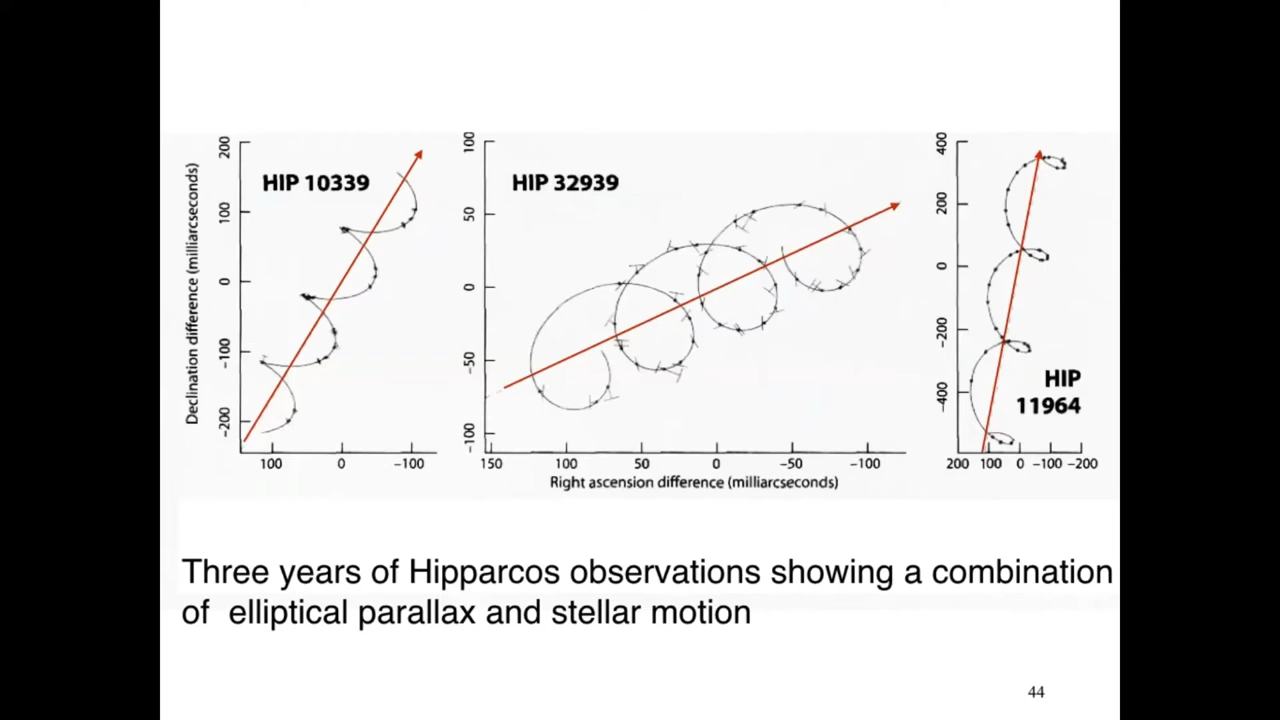 Declination difference (milliarcseconds)
200
100
0
-100
-200
HIP 10339
100 0 -100
100
50
0
-50
-100
HIP 32939
150 100 50 0 -50 -100
Right ascension difference (milliarcseconds)
400
200
0
200
-400
HIP
11964
200 100 0 -100 -200
Three years of Hipparcos observations showing a combination
of elliptical parallax and stellar motion
44